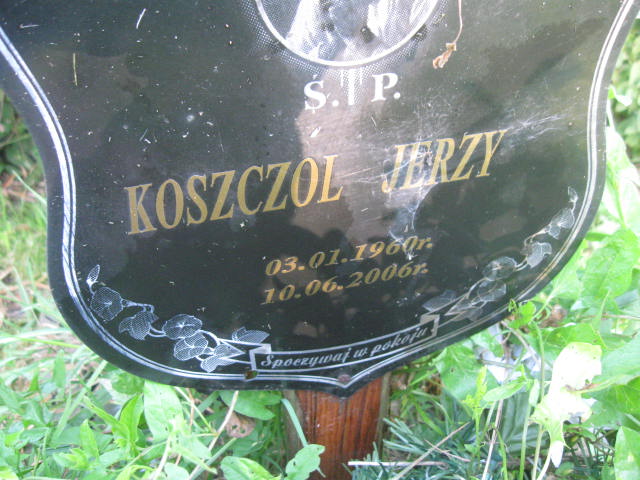 Ś. P.
KOSZCZOL JERZY
03.01.1960r.
10.06.2006r.
Spoczywaj w pokoju